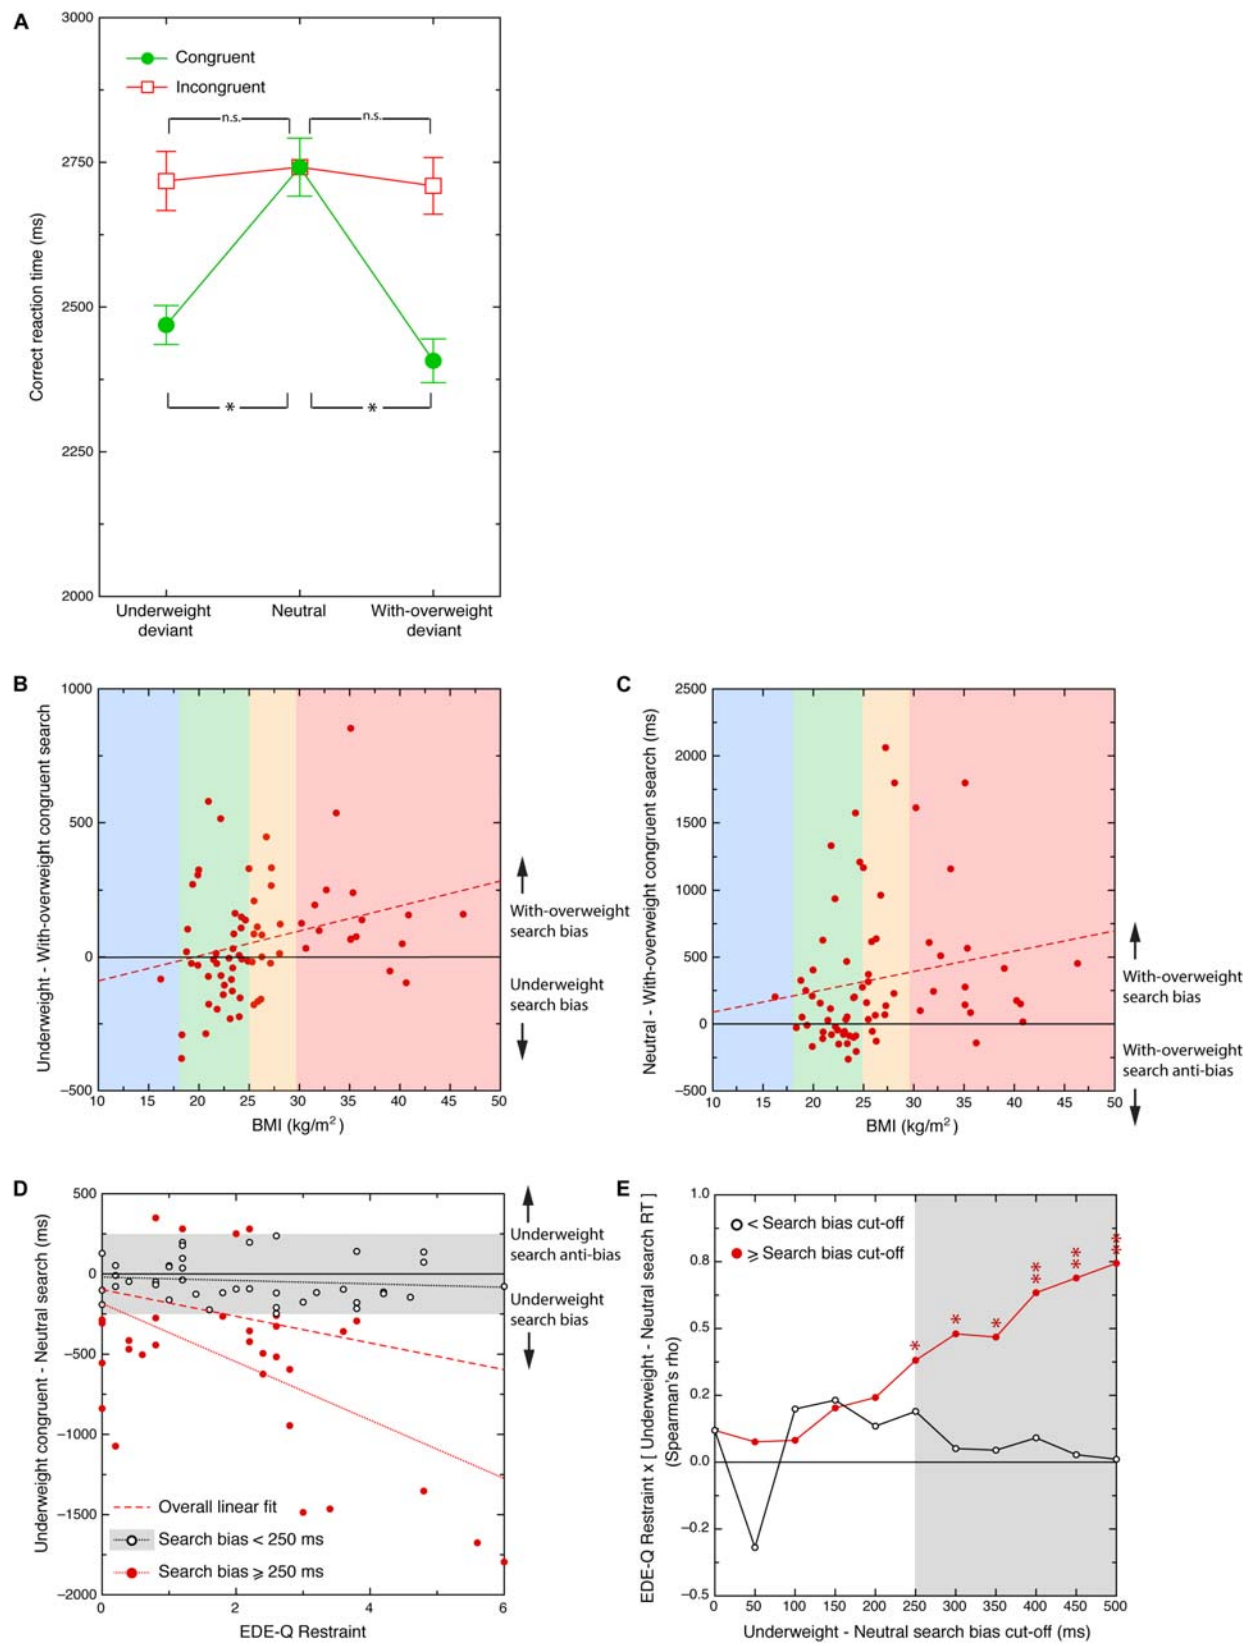 A
3000
2750
2500
2250
2000
Correct reaction time (ms)
Congruent
Incongruent
n.s.
n.s.
*
*
Underweight deviant
Neutral
With-overweight deviant
B
1000
500
0
−500
Underweight - With-overweight congruent search
10 15 20 25 30 35 40 45 50
BMI (kg/m²)
With-overweight
search bias
Underweight
search bias
C
2500
2000
1500
1000
500
0
−500
Neutral - With-overweight congruent search (ms)
10 15 20 25 30 35 40 45 50
BMI (kg/m²)
With-overweight
search bias
With-overweight
search anti-bias
D
500
250
0
−500
−1000
−1500
−2000
Underweight congruent - Neutral search (ms)
Overall linear fit
Search bias < 250 ms
Search bias ⩾ 250 ms
0 2 4 6
EDE-Q Restraint
Underweight
search anti-bias
Underweight
search bias
E
1.0
0.8
0.5
0.2
0.0
−0.2
−0.5
EDE-Q Restraint x [ Underweight - Neutral search RT ]
(Spearman's rho)
< Search bias cut-off
⩾ Search bias cut-off
*
*
*
**
**
**
0 50 100 150 200 250 300 350 400 450 500
Underweight - Neutral search bias cut-off (ms)